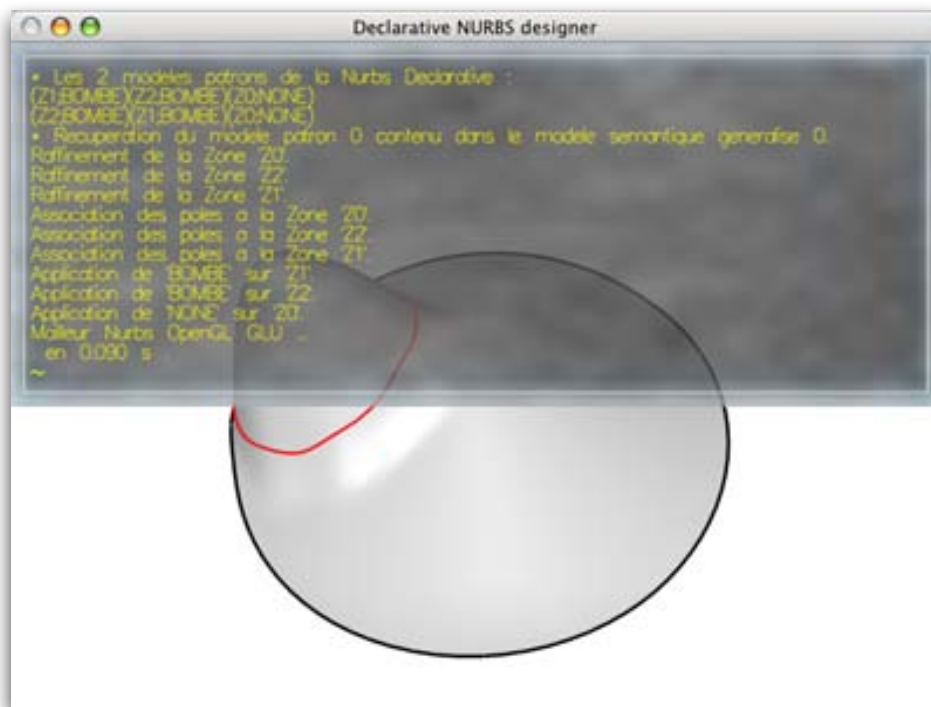 Declarative NURBS designer
• Les 2 modeles patrons de la Nurbs Declarative :
(Z1;BOMBE)(Z2;BOMBE)(Z0;NONE)
(Z2;BOMBE)(Z1;BOMBE)(Z0;NONE)
• Recuperation du modele patron 0 contenu dans le modele semantique generalise 0.
Raffinement de la Zone 'Z0'.
Raffinement de la Zone 'Z2'.
Raffinement de la Zone 'Z1'.
Association des poles a la Zone 'Z0'.
Association des poles a la Zone 'Z2'.
Association des poles a la Zone 'Z1'.
Application de 'BOMBE' sur 'Z1'.
Application de 'BOMBE' sur 'Z2'.
Application de 'NONE' sur 'Z0'.
Mailleur Nurbs OpenGL GLU ...
en 0.090 s
~